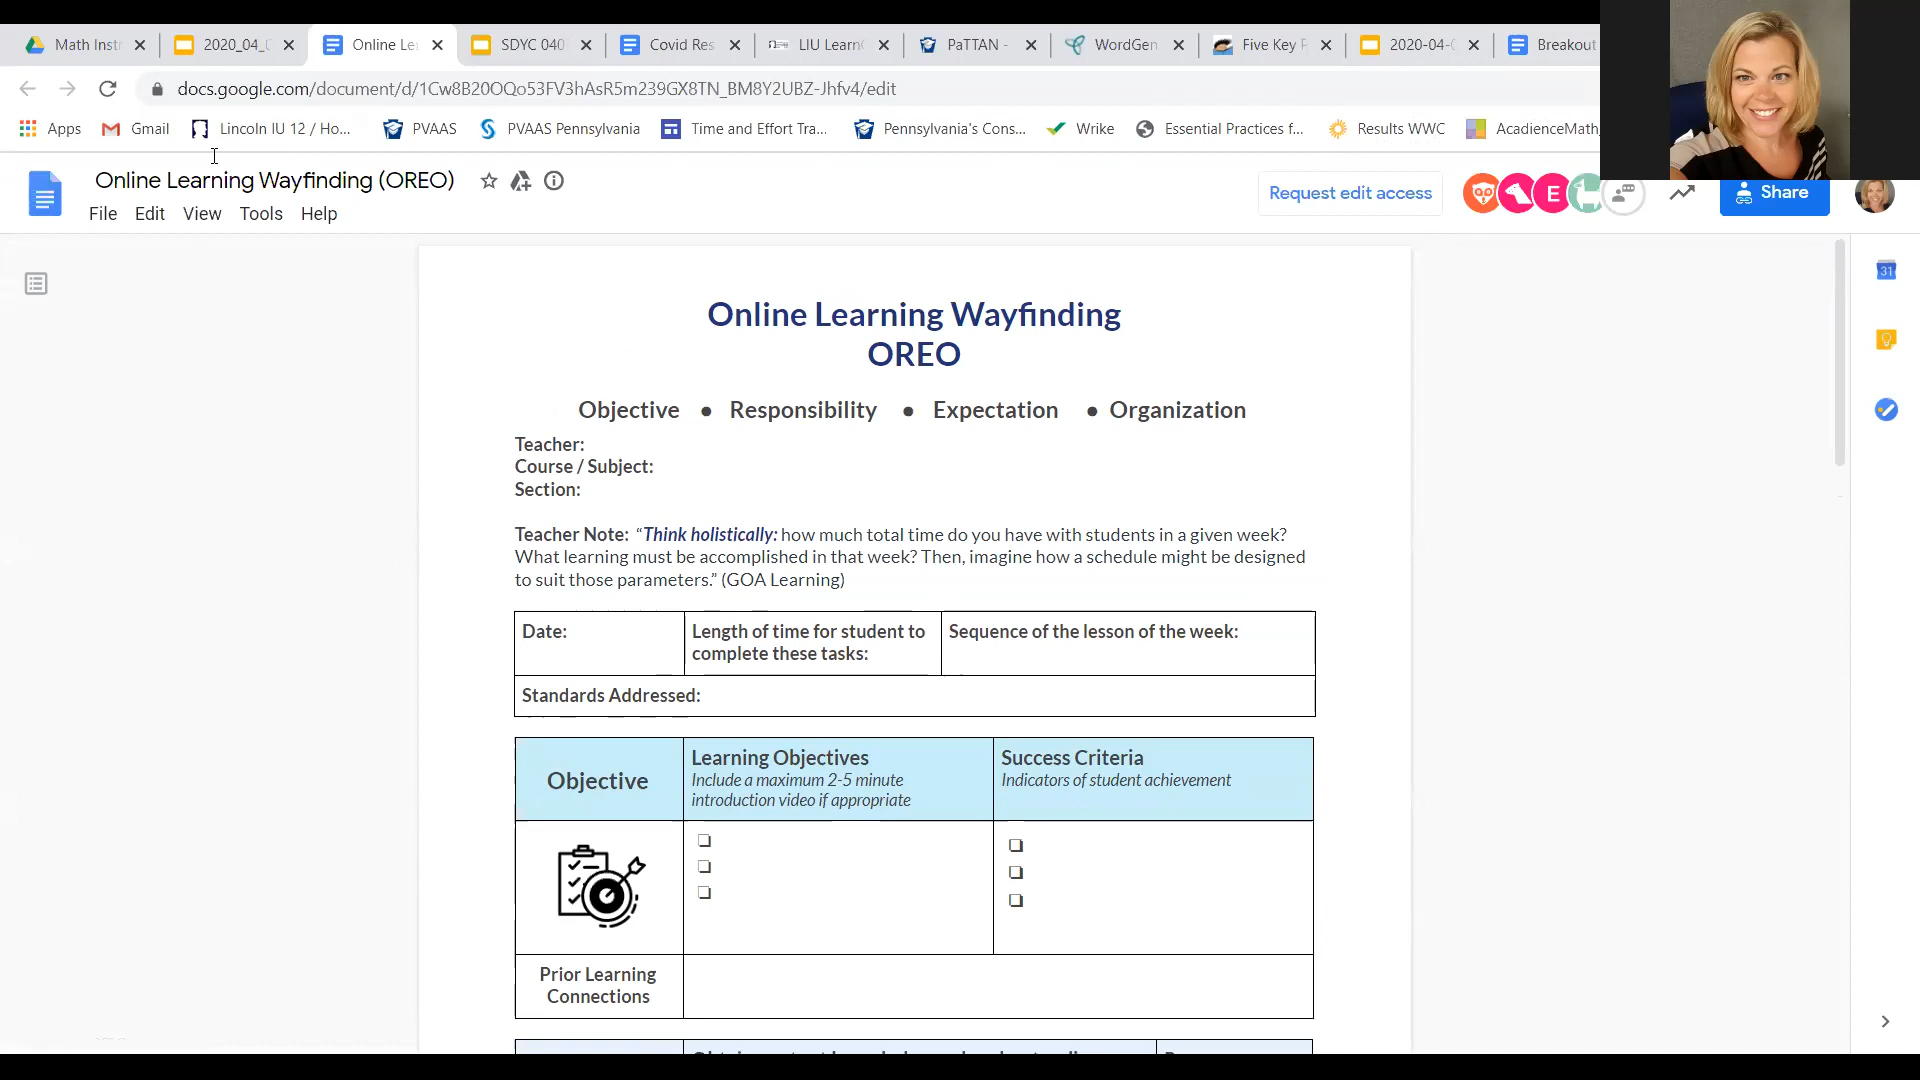 Math Inst
2020_04_
Online Le
SDYC 040
Covid Res
LIU Learn
PaTTAN -
WordGen
Five Key P
2020-04-0
Breakout
docs.google.com/document/d/1Cw8B20OQo53FV3hAsR5m239GX8TN_BM8Y2UBZ-Jhfv4/edit
Apps
Gmail
Lincoln IU 12 / Ho...
PVAAS
PVAAS Pennsylvania
Time and Effort Tra...
Pennsylvania's Cons...
Wrike
Essential Practices f...
Results WWC
AcadienceMath
Online Learning Wayfinding (OREO)
File Edit View Tools Help
Request edit access
E
Share
31
Online Learning Wayfinding
OREO
Objective ● Responsibility ● Expectation ● Organization
Teacher:
Course / Subject:
Section:
Teacher Note: “Think holistically: how much total time do you have with students in a given week?
What learning must be accomplished in that week? Then, imagine how a schedule might be designed
to suit those parameters.” (GOA Learning)
Date:
Length of time for student to
complete these tasks:
Sequence of the lesson of the week:
Standards Addressed:
Objective
Learning Objectives
Include a maximum 2-5 minute
introduction video if appropriate
Success Criteria
Indicators of student achievement
Prior Learning
Connections